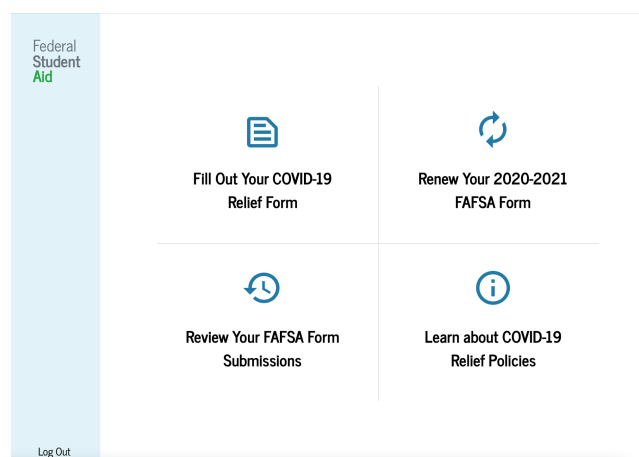 Federal
Student
Aid
Fill Out Your COVID-19
Relief Form
Renew Your 2020-2021
FAFSA Form
Review Your FAFSA Form
Submissions
Learn about COVID-19
Relief Policies
Log Out